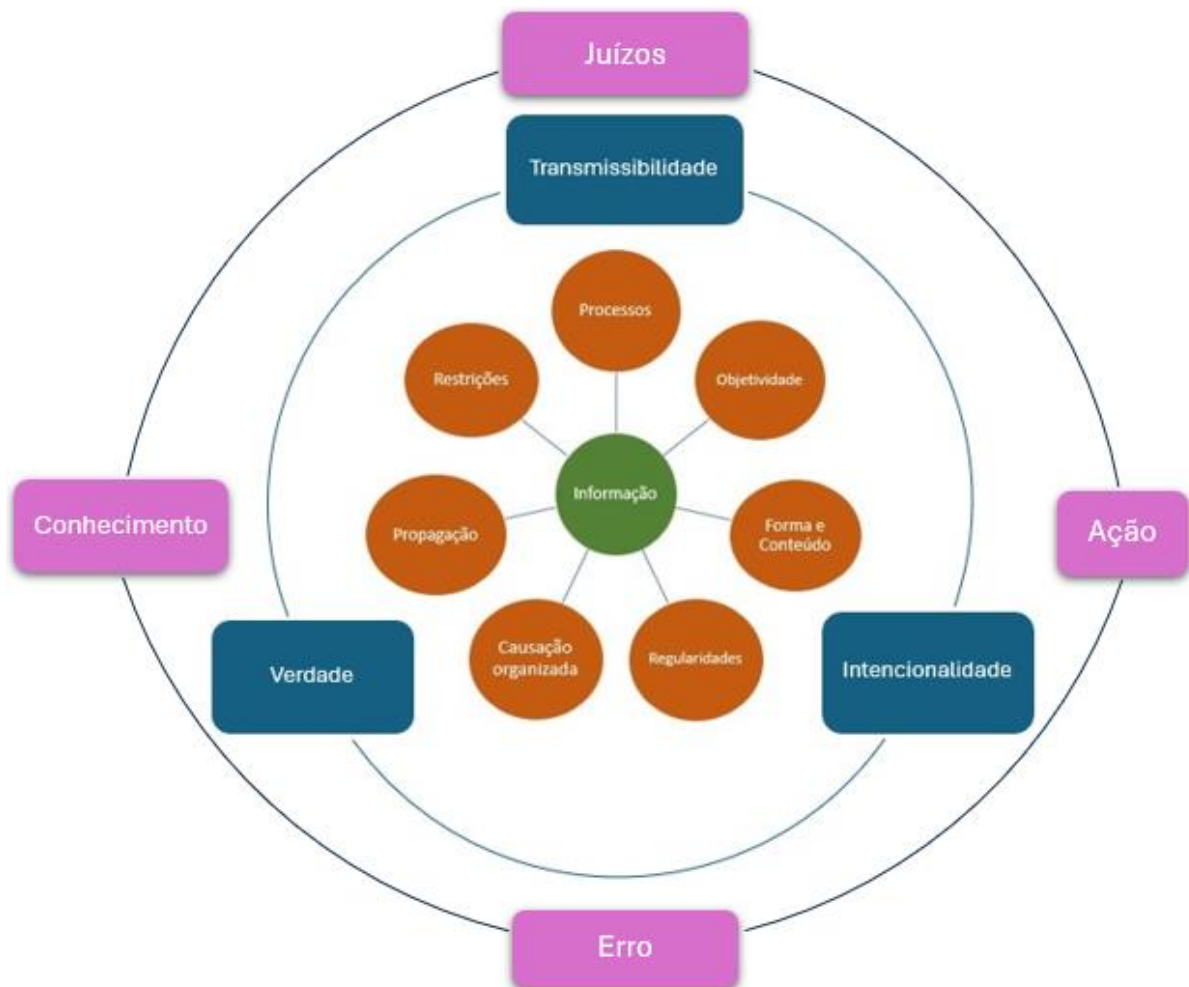 Juízos
Transmissibilidade
Processos
Restrições
Objetividade
Informação
Conhecimento
Propagação
Forma e
Conteúdo
Ação
Causação
organizada
Regularidades
Verdade
Intencionalidade
Erro